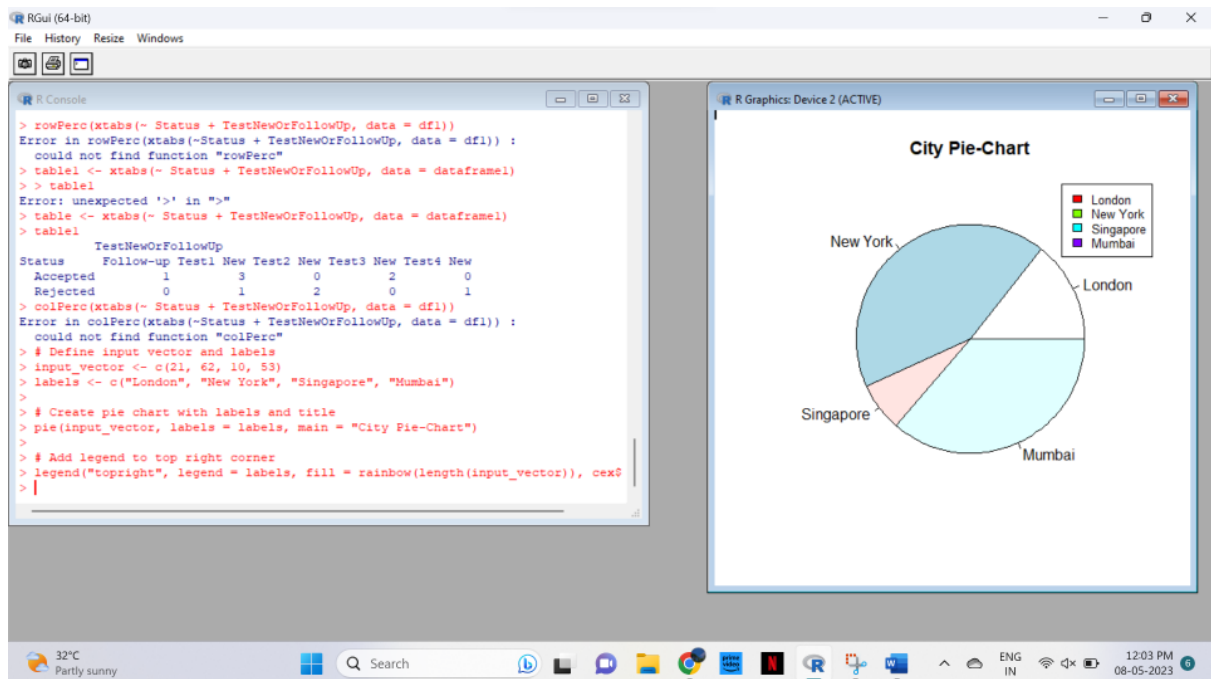 RGui (64-bit)
File History Resize Windows
R Console
> rowPerc(xtabs(~ Status + TestNewOrFollowUp, data = df1))
Error in rowPerc(xtabs(~Status + TestNewOrFollowUp, data = df1)) :
could not find function "rowPerc"
> table1 <- xtabs(~ Status + TestNewOrFollowUp, data = dataframe1)
> > table1
Error: unexpected '>' in ">"
> table <- xtabs(~ Status + TestNewOrFollowUp, data = dataframe1)
> table1
TestNewOrFollowUp
Status Follow-up Test1 New Test2 New Test3 New Test4 New
Accepted 1 3 0 2 0
Rejected 0 1 2 0 1
> colPerc(xtabs(~ Status + TestNewOrFollowUp, data = df1))
Error in colPerc(xtabs(~Status + TestNewOrFollowUp, data = df1)) :
could not find function "colPerc"
> # Define input vector and labels
> input_vector <- c(21, 62, 10, 53)
> labels <- c("London", "New York", "Singapore", "Mumbai")
>
> # Create pie chart with labels and title
> pie(input_vector, labels = labels, main = "City Pie-Chart")
>
> # Add legend to top right corner
> legend("topright", legend = labels, fill = rainbow(length(input_vector)), cex$
>
R Graphics: Device 2 (ACTIVE)
City Pie-Chart
London
New York
Singapore
Mumbai
New York
London
Singapore
Mumbai
32°C
Partly sunny
Search
prime video
N
R
W
ENG
IN
12:03 PM
08-05-2023
6